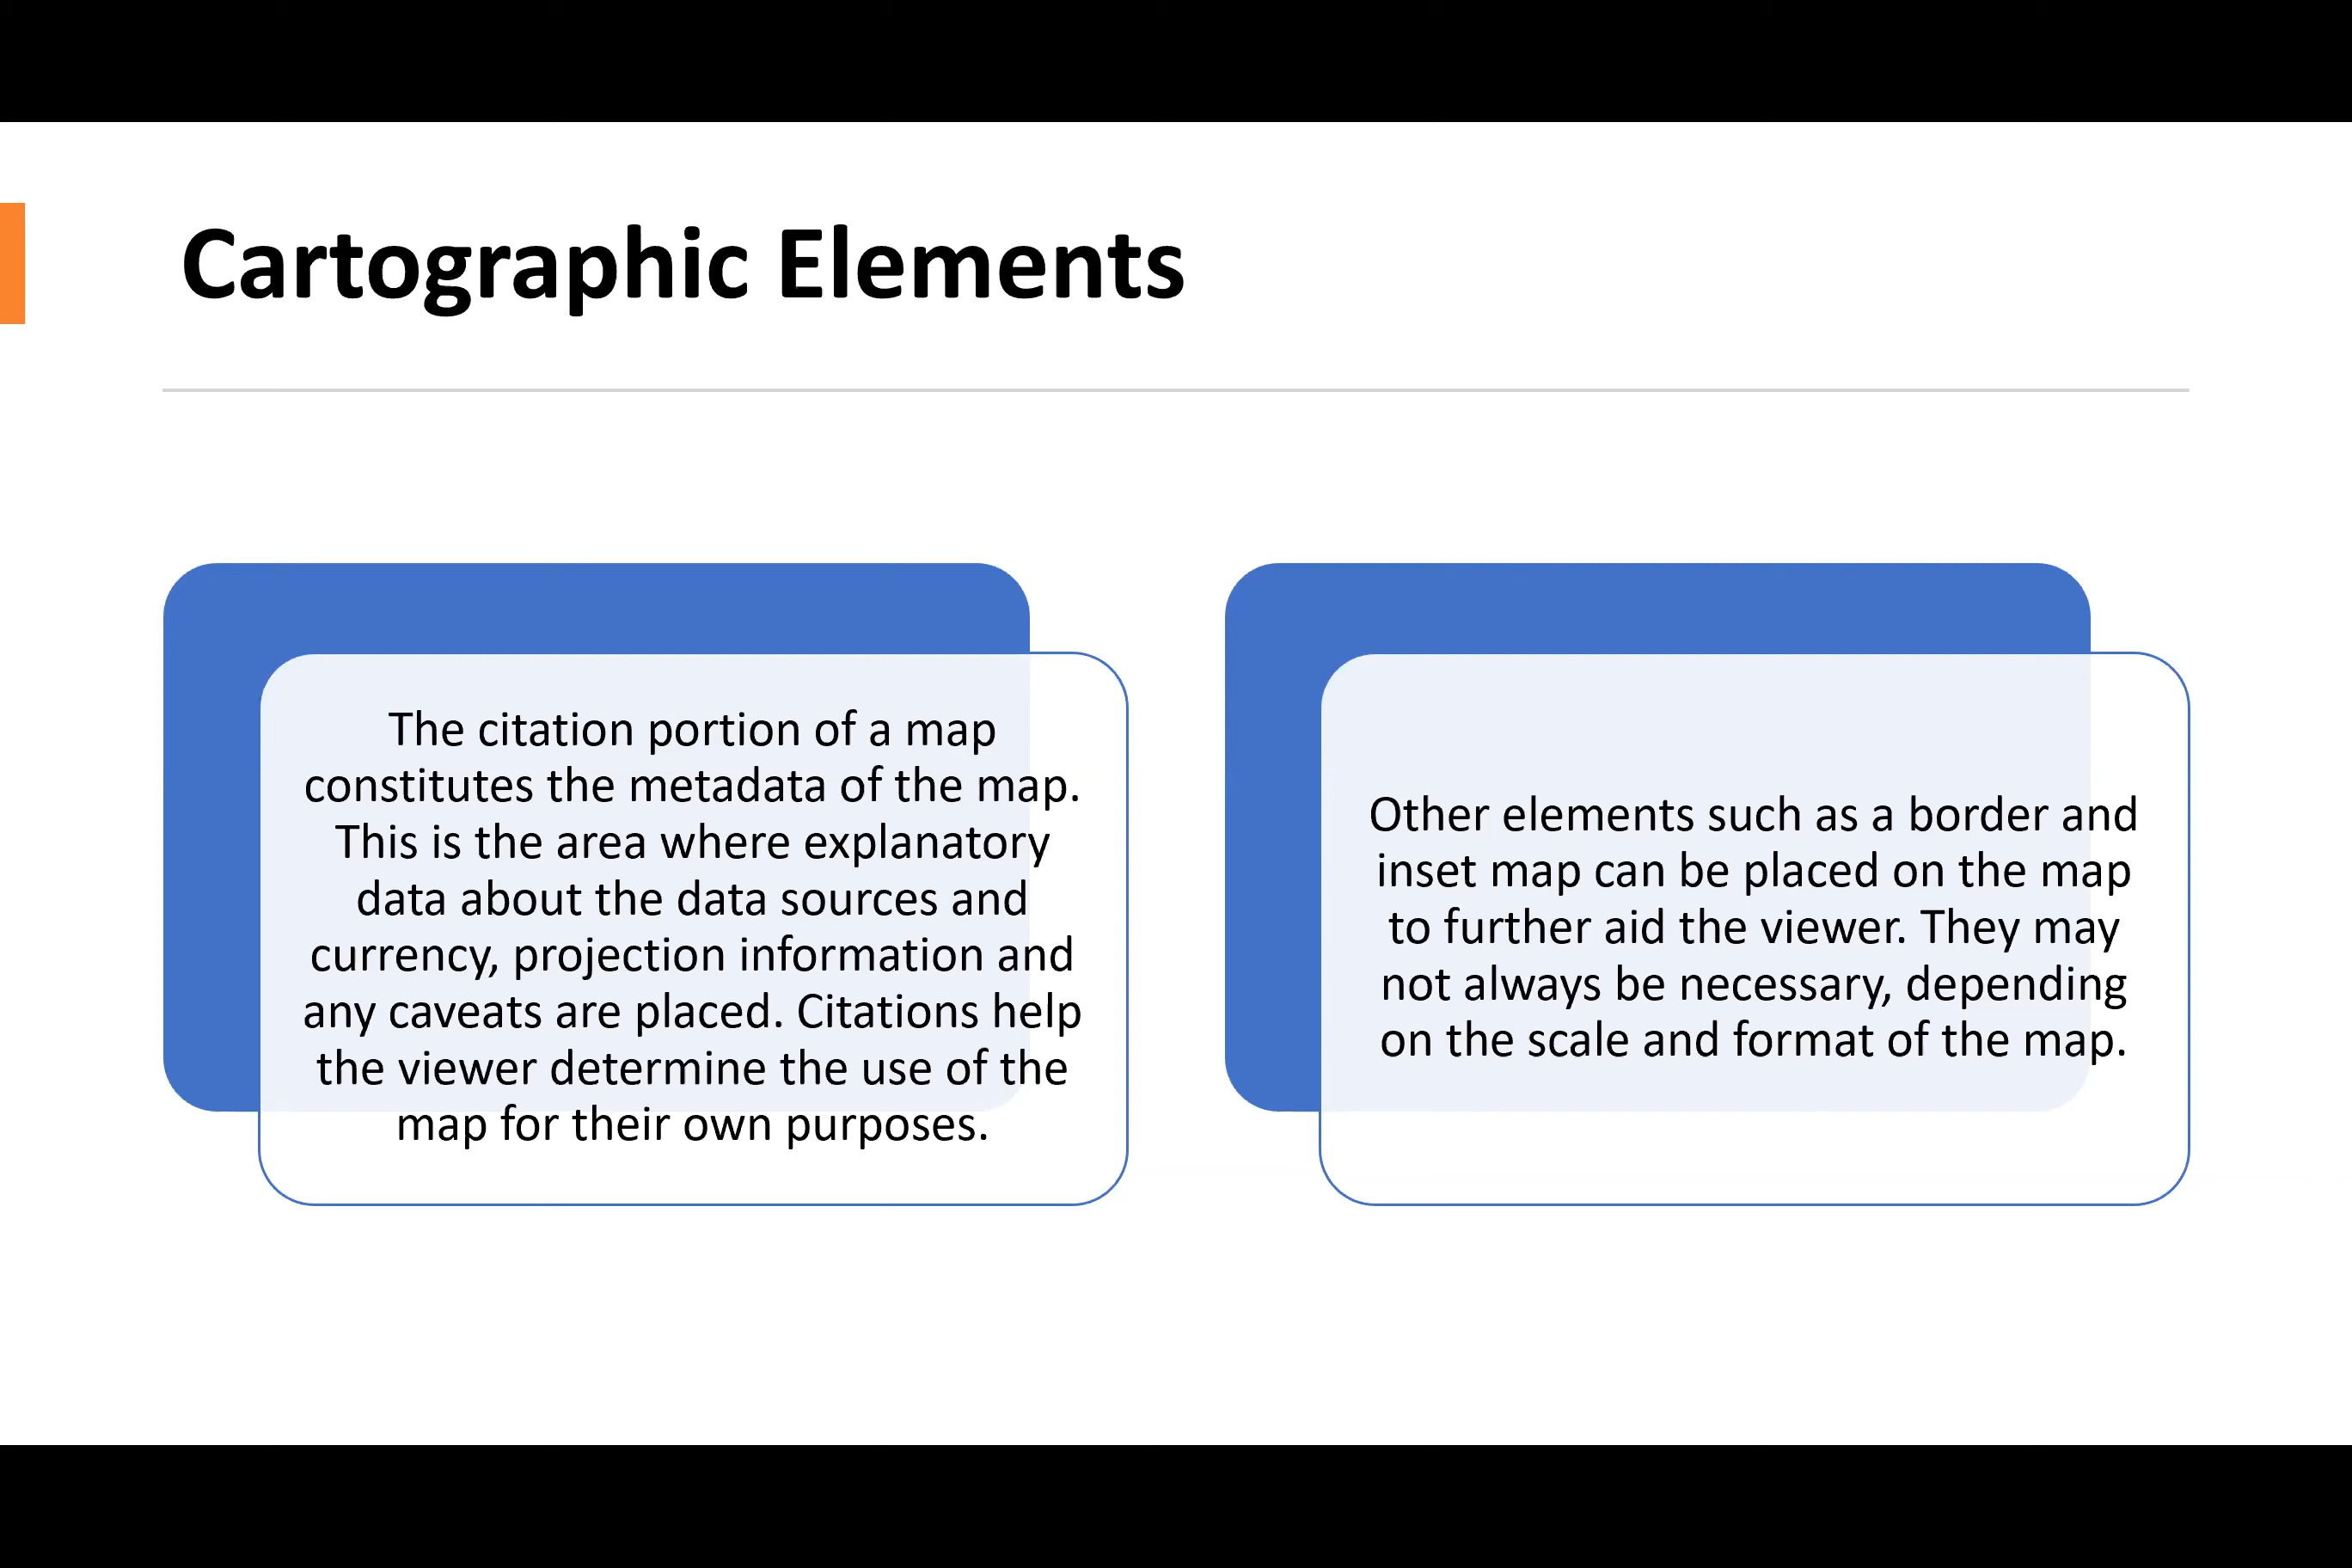 Cartographic Elements
The citation portion of a map
constitutes the metadata of the map.
This is the area where explanatory
data about the data sources and
currency, projection information and
any caveats are placed. Citations help
the viewer determine the use of the
map for their own purposes.
Other elements such as a border and
inset map can be placed on the map
to further aid the viewer. They may
not always be necessary, depending
on the scale and format of the map.